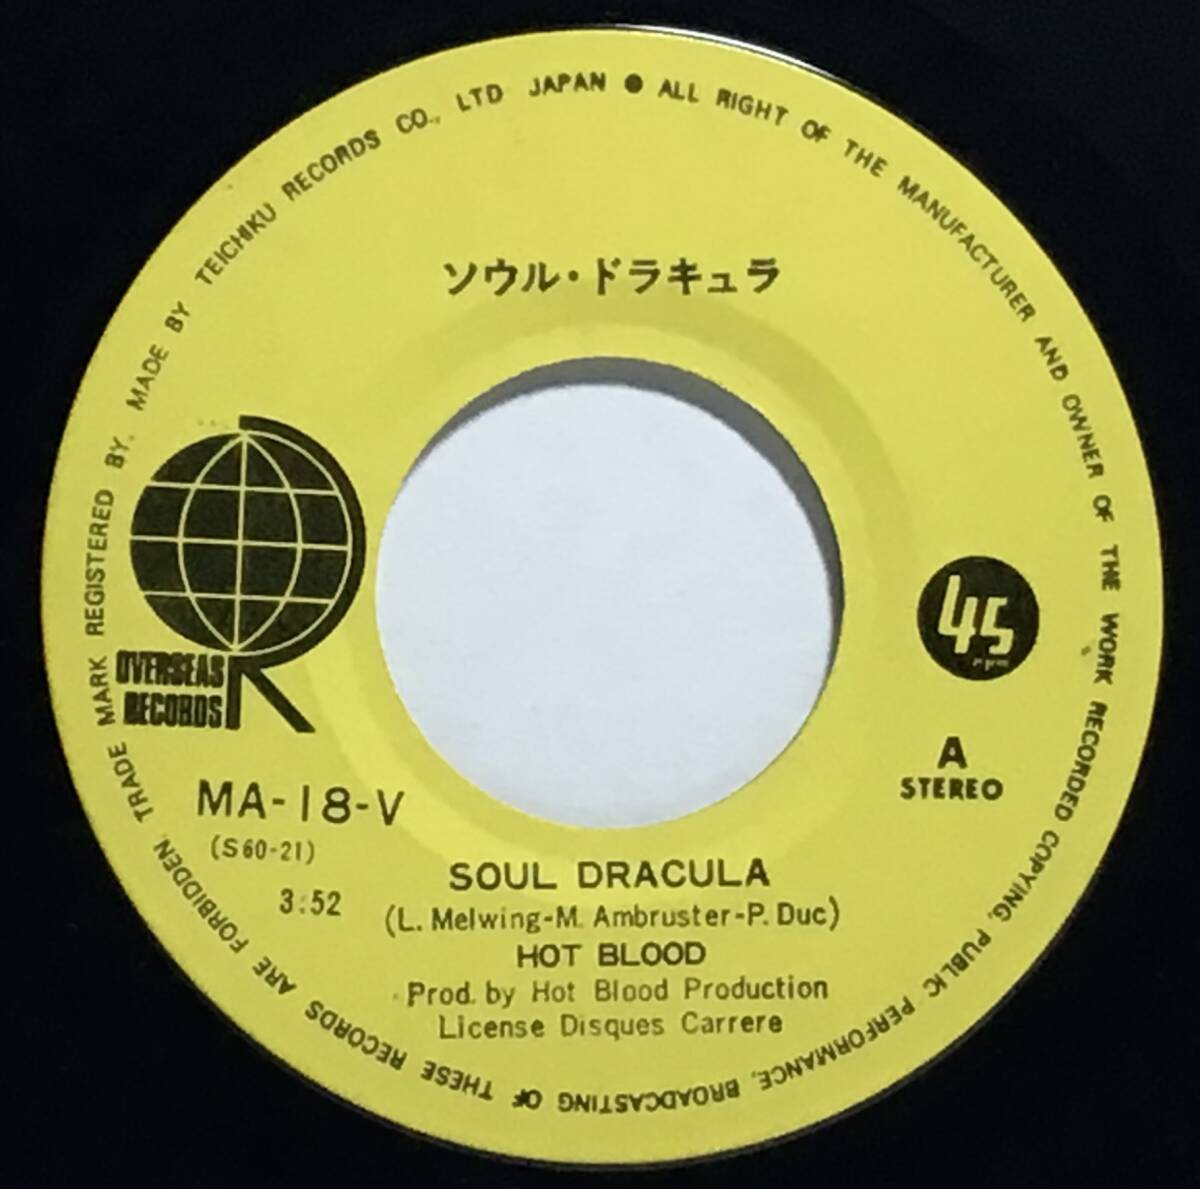 TRADE MARK REGISTERED BY. MADE BY TEICHIKU RECORDS CO., LTD JAPAN ● ALL RIGHT OF THE MANUFACTURER AND OWNER OF THE WORK RECORDED COPYING, PUBLIC PERFORMANCE, BROADCASTING OF THESE RECORDS ARE FORBIDDEN.
ソウル・ドラキュラ
OVERSEAS
RECORDS
45
rpm
A
STEREO
MA-18-V
(S60-21)
3:52
SOUL DRACULA
(L. Melwing-M. Ambruster-P. Duc)
HOT BLOOD
Prod. by Hot Blood Production
License Disques Carrere